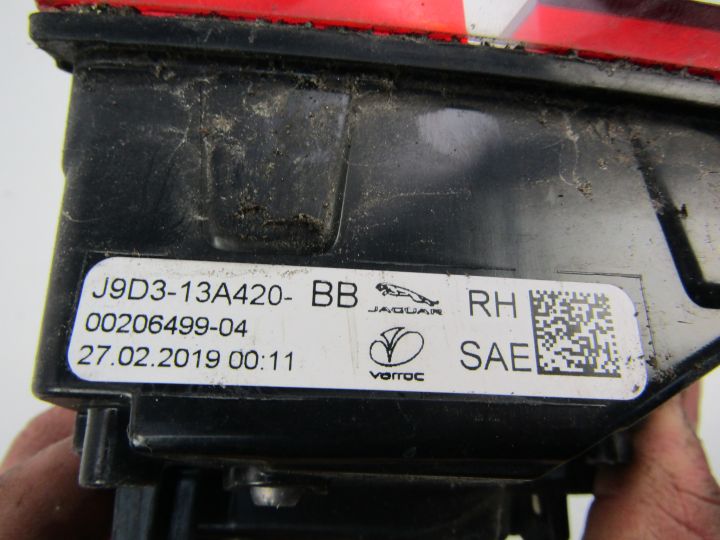 J9D3-13A420- BB JAGUAR RH
00206499-04
27.02.2019 00:11 varroc SAE